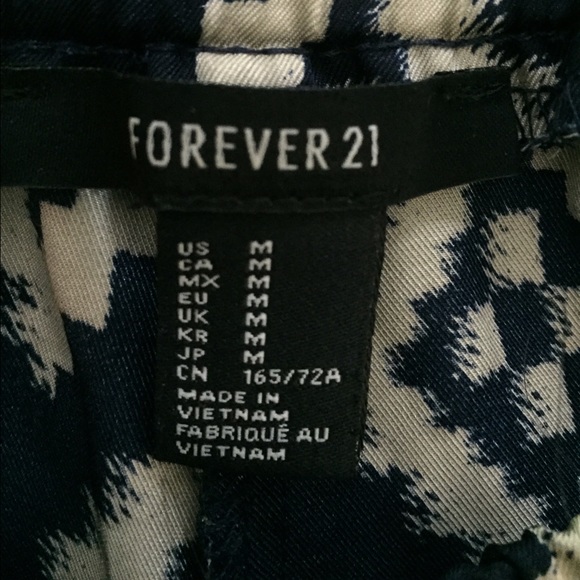 FOREVER 21
US M
CA M
MX M
EU M
UK M
KR M
JP M
CN 165/72A
MADE IN
VIETNAM
FABRIQUÉ AU
VIETNAM